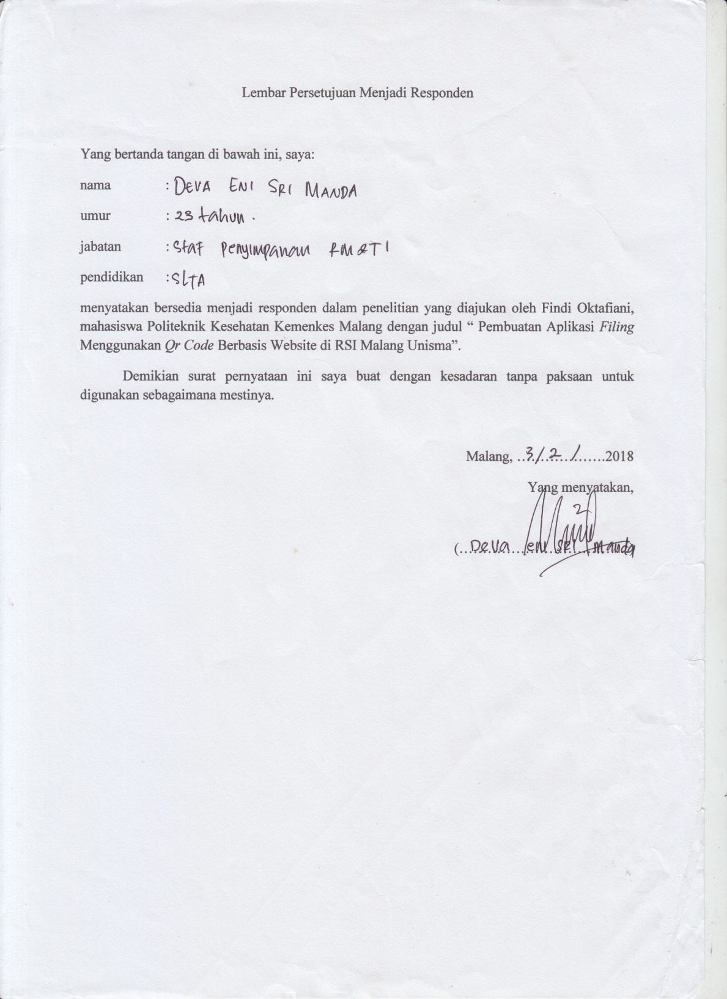 Lembar Persetujuan Menjadi Responden
Yang bertanda tangan di bawah ini, saya:
nama : DEVA ENI SRI MANDA
umur : 23 tahun .
jabatan : Staf Penyimpanan RM & TI
pendidikan : SLTA
menyatakan bersedia menjadi responden dalam penelitian yang diajukan oleh Findi Oktafiani,
mahasiswa Politeknik Kesehatan Kemenkes Malang dengan judul “ Pembuatan Aplikasi Filing
Menggunakan Qr Code Berbasis Website di RSI Malang Unisma”.
Demikian surat pernyataan ini saya buat dengan kesadaran tanpa paksaan untuk
digunakan sebagaimana mestinya.
Malang, 3/2/2018
Yang menyatakan,
(Deva eni SRI Manda